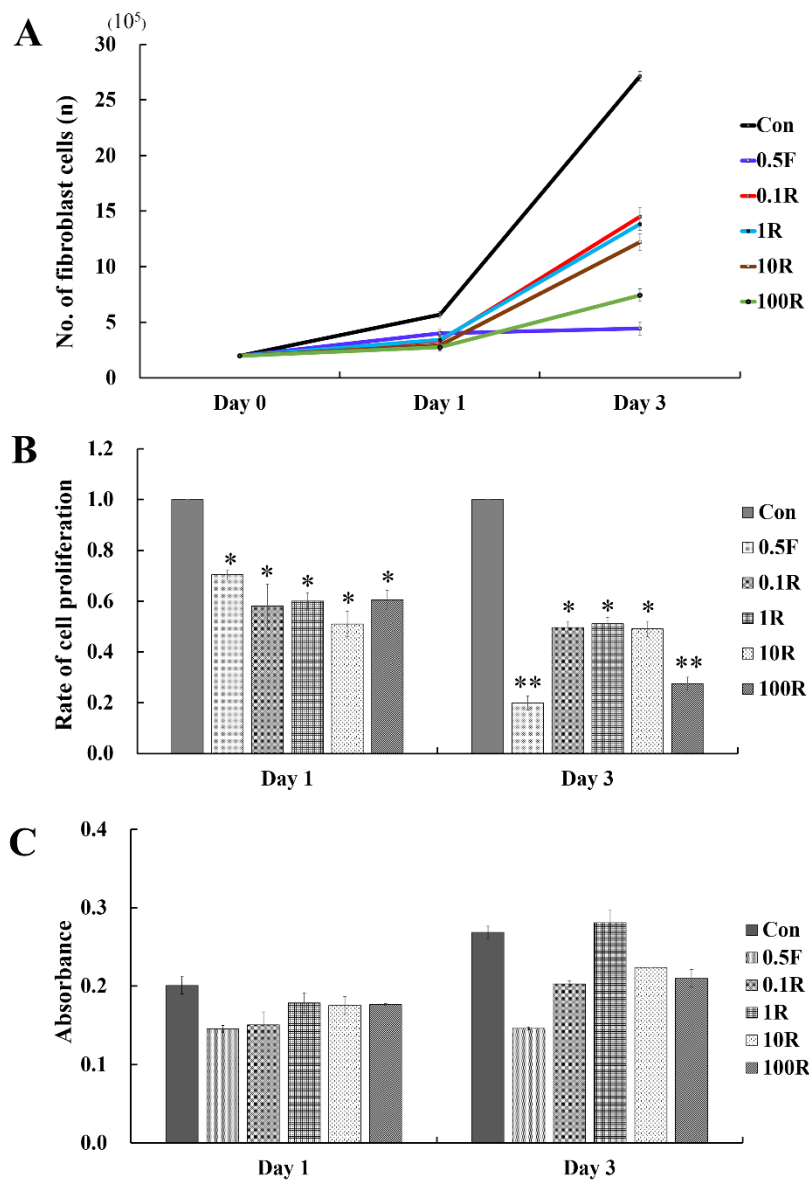 A
(10⁵)
No. of fibroblast cells (n)
30
25
20
15
10
5
0
Day 0 Day 1 Day 3
Con
0.5F
0.1R
1R
10R
100R
B
Rate of cell proliferation
1.2
1.0
0.8
0.6
0.4
0.2
0.0
* * * * *
** * * * **
Day 1 Day 3
Con
0.5F
0.1R
1R
10R
100R
C
Absorbance
0.4
0.3
0.2
0.1
0.0
Day 1 Day 3
Con
0.5F
0.1R
1R
10R
100R